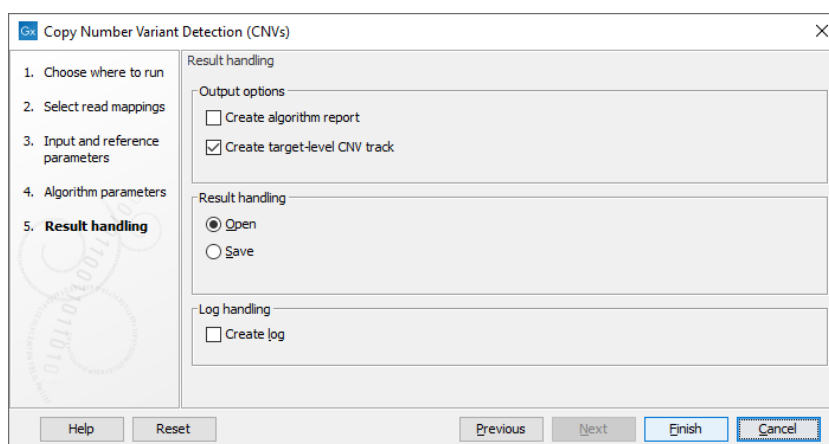 Gx Copy Number Variant Detection (CNVs)
1. Choose where to run
2. Select read mappings
3. Input and reference
parameters
4. Algorithm parameters
5. Result handling
Result handling
Output options
Create algorithm report
Create target-level CNV track
Result handling
Open
Save
Log handling
Create log
Help Reset Previous Next Finish Cancel